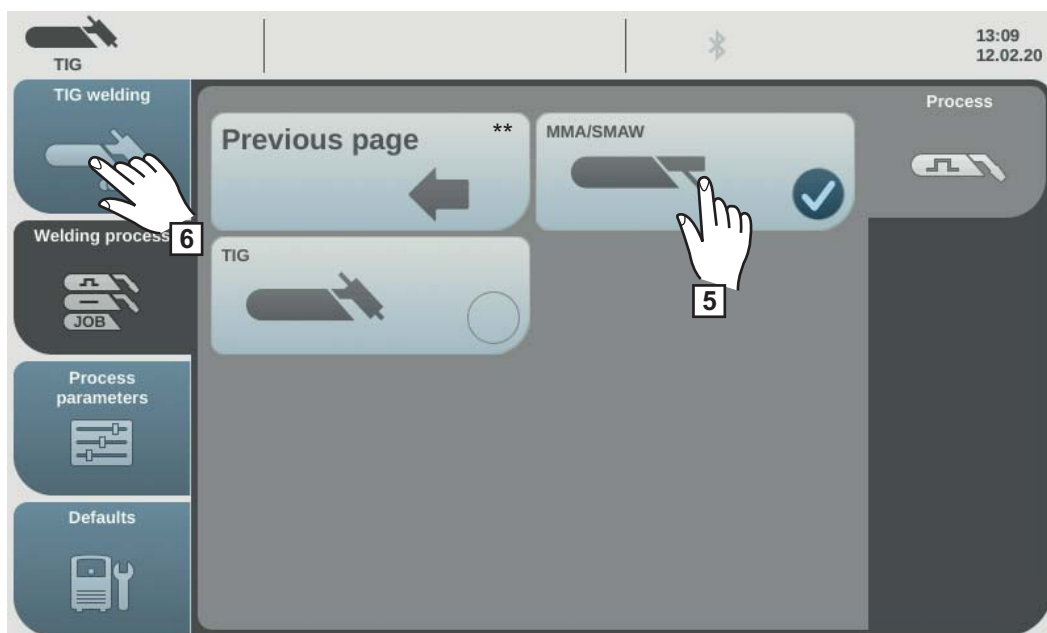 TIG
13:09
12.02.20
TIG welding
Welding process
Process
parameters
Defaults
Previous page **
MMA/SMAW
TIG
Process
JOB
6
5